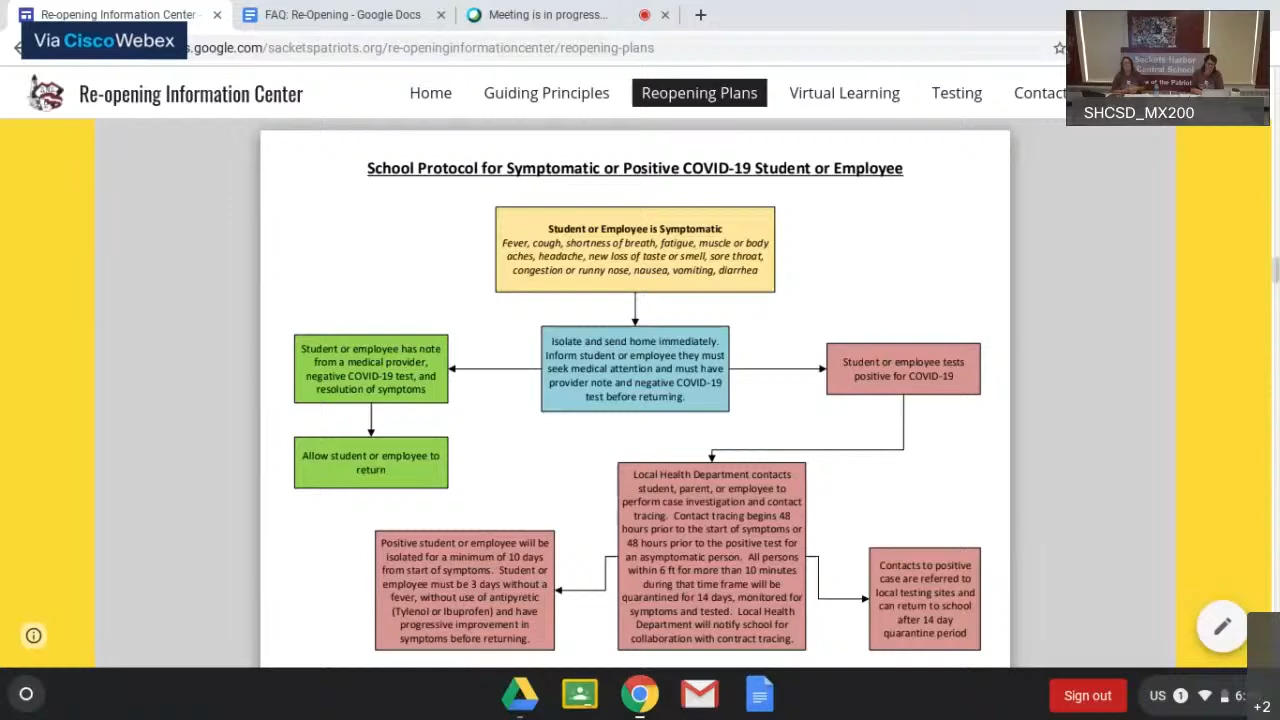 Re-opening Information Center
FAQ: Re-Opening - Google Docs
Meeting is in progress...
Via CiscoWebex
s.google.com/sacketspatriots.org/re-openinginformationcenter/reopening-plans
Re-opening Information Center
Home
Guiding Principles
Reopening Plans
Virtual Learning
Testing
Contact
Sackets Harbor
Central School
of the Patriot
SHCSD_MX200
School Protocol for Symptomatic or Positive COVID-19 Student or Employee
Student or Employee is Symptomatic
Fever, cough, shortness of breath, fatigue, muscle or body
aches, headache, new loss of taste or smell, sore throat,
congestion or runny nose, nausea, vomiting, diarrhea
Student or employee has note
from a medical provider,
negative COVID-19 test, and
resolution of symptoms
Isolate and send home immediately.
Inform student or employee they must
seek medical attention and must have
provider note and negative COVID-19
test before returning.
Student or employee tests
positive for COVID-19
Allow student or employee to
return
Local Health Department contacts
student, parent, or employee to
perform case investigation and contact
tracing. Contact tracing begins 48
hours prior to the start of symptoms or
48 hours prior to the positive test for
an asymptomatic person. All persons
within 6 ft for more than 10 minutes
during that time frame will be
quarantined for 14 days, monitored for
symptoms and tested. Local Health
Department will notify school for
collaboration with contract tracing.
Positive student or employee will be
isolated for a minimum of 10 days
from start of symptoms. Student or
employee must be 3 days without a
fever, without use of antipyretic
(Tylenol or Ibuprofen) and have
progressive improvement in
symptoms before returning.
Contacts to positive
case are referred to
local testing sites and
can return to school
after 14 day
quarantine period
Sign out
US
1
6:
+2